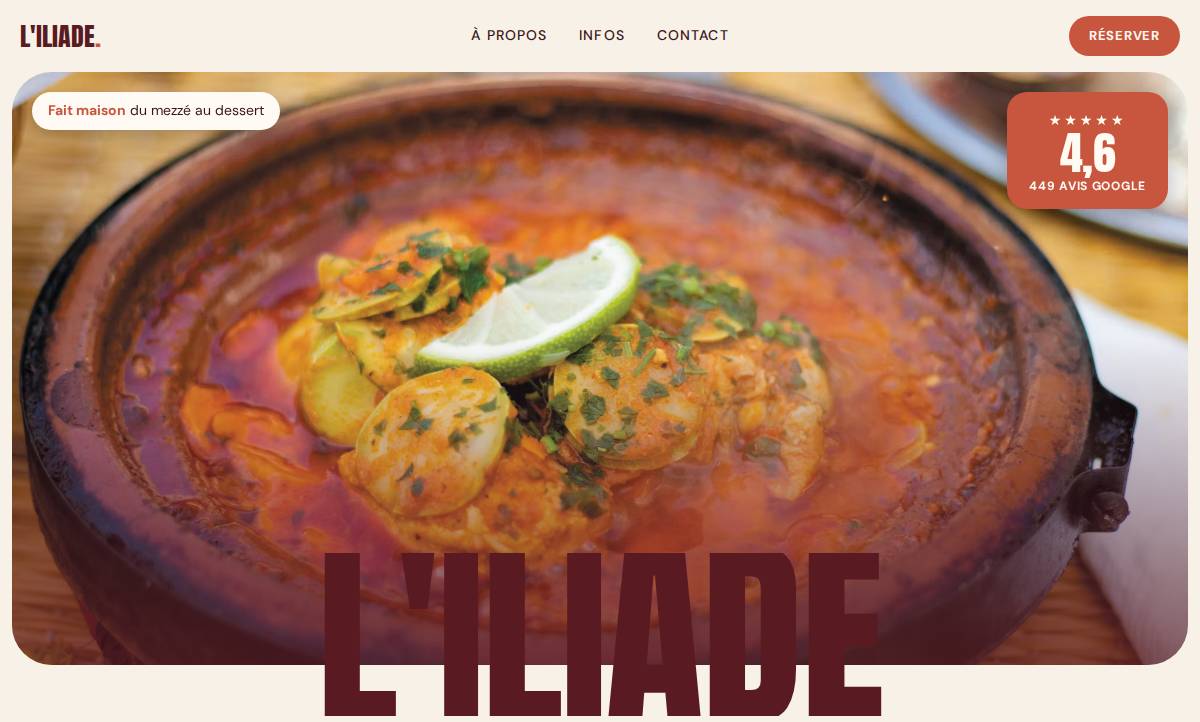 L'ILIADE.
À PROPOS
INFOS
CONTACT
RÉSERVER
Fait maison du mezzé au dessert
★★★★★
4,6
449 AVIS GOOGLE
L'ILIADE